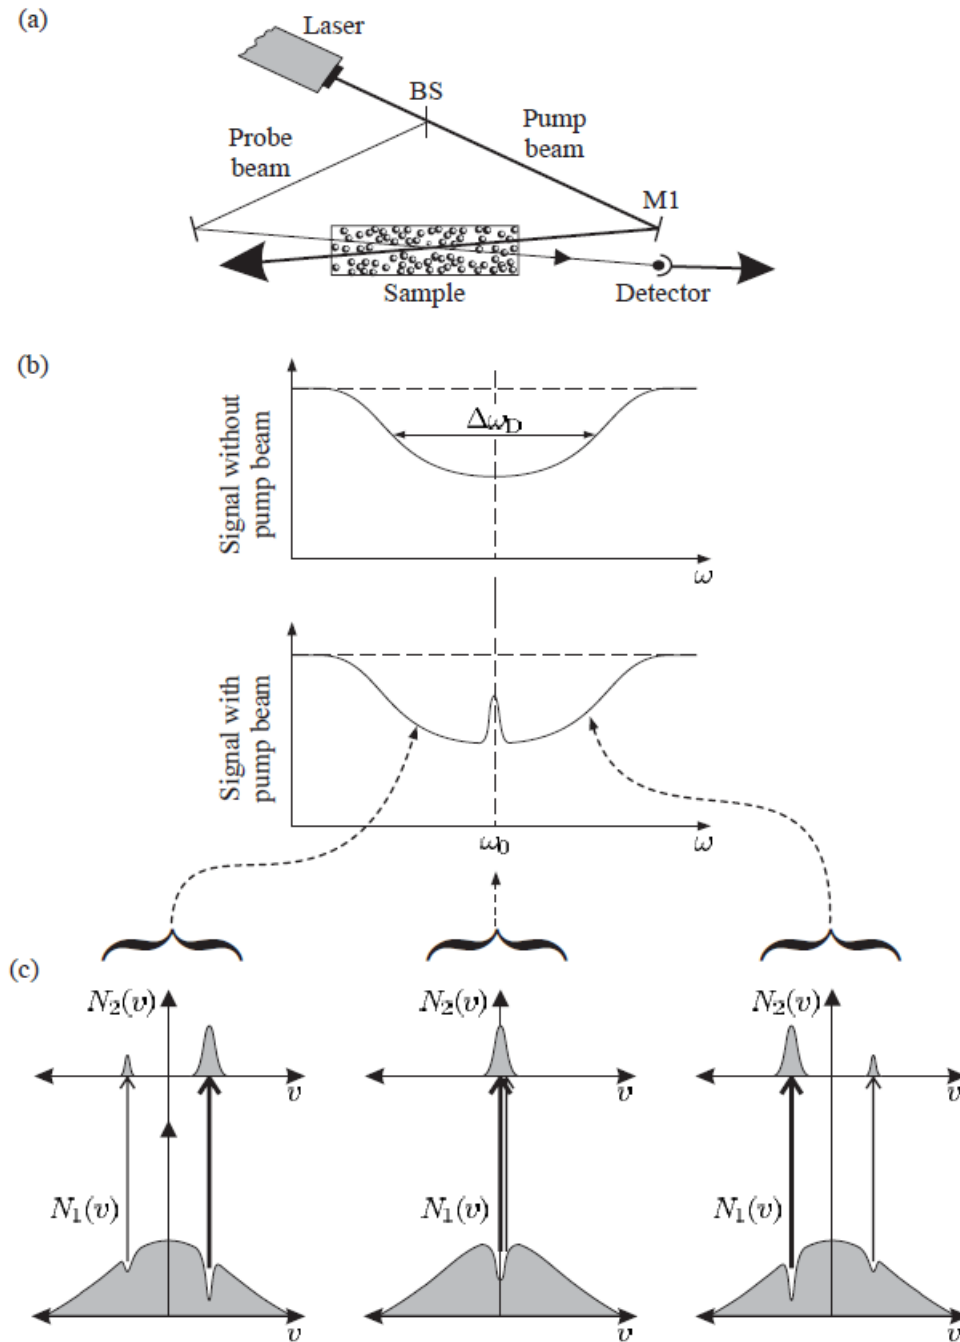 (a)
Laser
BS
Probe
beam
Pump
beam
M1
Sample
Detector
(b)
Signal without
pump beam
Δω_D
ω
Signal with
pump beam
ω_0
ω
(c)
N_2(v)
v
N_1(v)
v
N_2(v)
v
N_1(v)
v
N_2(v)
v
N_1(v)
v